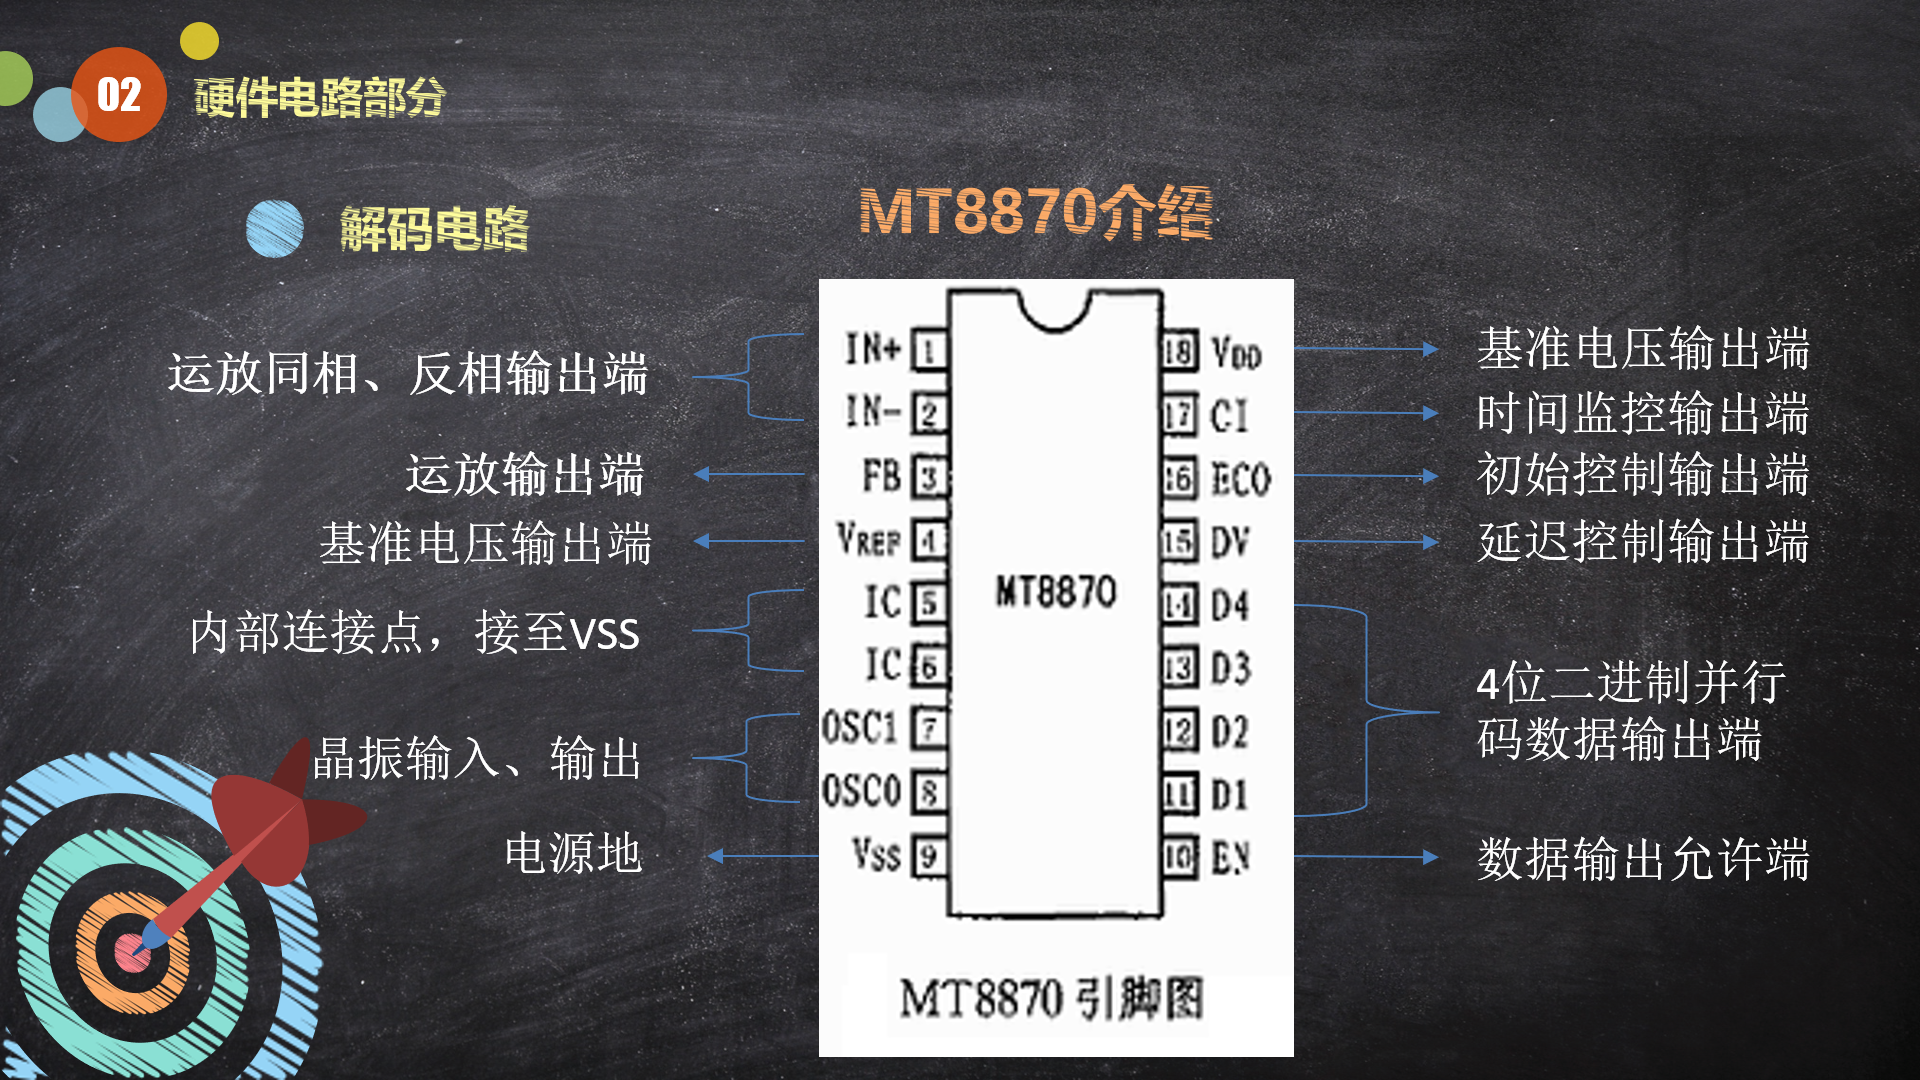 02
硬件电路部分
解码电路
MT8870介绍
运放同相、反相输出端
运放输出端
基准电压输出端
内部连接点，接至VSS
晶振输入、输出
电源地
IN+ 1
IN- 2
FB 3
VREF 4
IC 5
IC 6
OSC1 7
OSC0 8
VSS 9
MT8870
18 VDD
17 CI
16 ECO
15 DV
14 D4
13 D3
12 D2
11 D1
10 EN
MT8870 引脚图
基准电压输出端
时间监控输出端
初始控制输出端
延迟控制输出端
4位二进制并行
码数据输出端
数据输出允许端